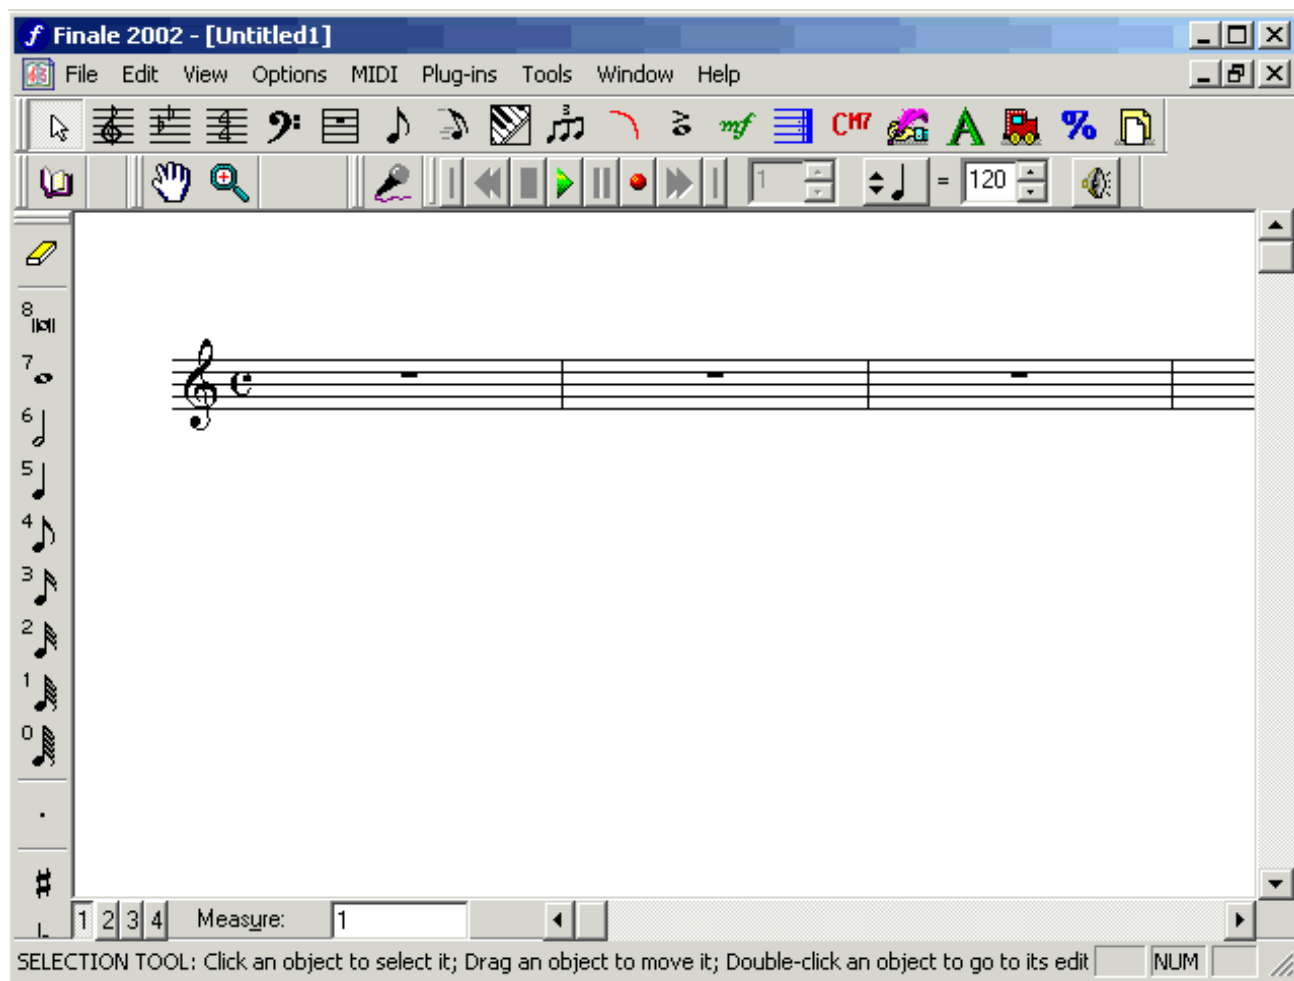 Finale 2002 - [Untitled1]
File Edit View Options MIDI Plug-ins Tools Window Help
3 mf CM7 A %
1 = 120
8
7
6
5
4
3
2
1
0
1 2 3 4 Measure: 1
SELECTION TOOL: Click an object to select it; Drag an object to move it; Double-click an object to go to its edit NUM